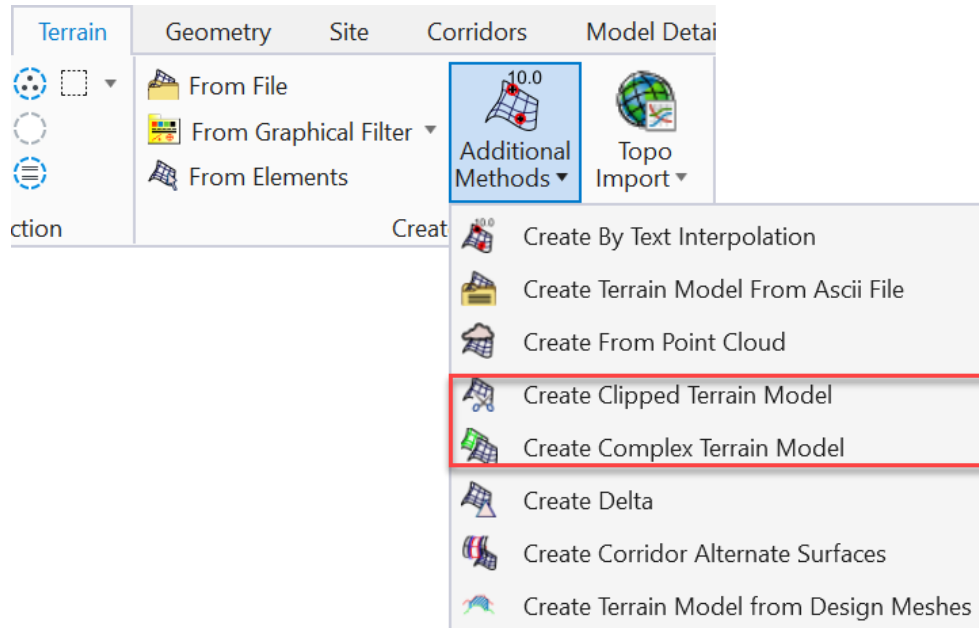 Terrain Geometry Site Corridors Model Detai
From File
From Graphical Filter
From Elements
10.0
Additional
Methods
Topo
Import
ction
Creat
Create By Text Interpolation
Create Terrain Model From Ascii File
Create From Point Cloud
Create Clipped Terrain Model
Create Complex Terrain Model
Create Delta
Create Corridor Alternate Surfaces
Create Terrain Model from Design Meshes